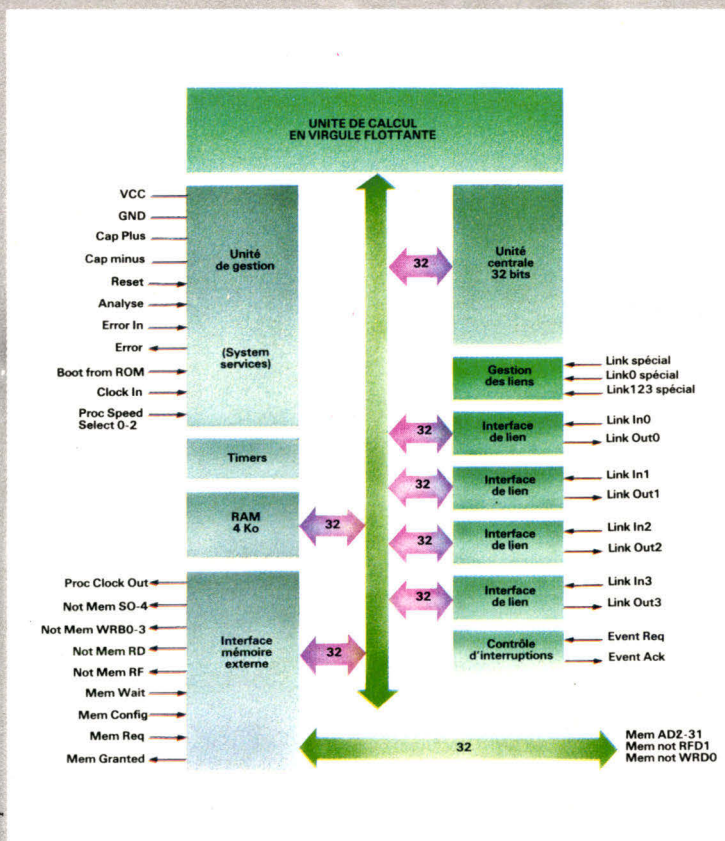 UNITE DE CALCUL
EN VIRGULE FLOTTANTE
VCC
GND
Cap Plus
Cap minus
Reset
Analyse
Error In
Error
Boot from ROM
Clock In
Proc Speed
Select 0-2
Unité
de gestion
(System
services)
Timers
RAM
4 Ko
32
Proc Clock Out
Not Mem SO-4
Not Mem WRB0-3
Not Mem RD
Not Mem RF
Mem Wait
Mem Config
Mem Req
Mem Granted
Interface
mémoire
externe
32
32
Unité
centrale
32 bits
Gestion
des liens
Link spécial
Link0 spécial
Link123 spécial
32
Interface
de lien
Link In0
Link Out0
32
Interface
de lien
Link In1
Link Out1
32
Interface
de lien
Link In2
Link Out2
32
Interface
de lien
Link In3
Link Out3
Contrôle
d'interruptions
Event Req
Event Ack
32
Mem AD2-31
Mem not RFD1
Mem not WRD0